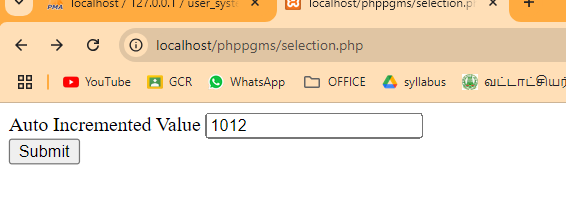 localhost / 127.0.0.1 / user_syst
localhost/phppgms/selection.p
localhost/phppgms/selection.php
YouTube GCR WhatsApp OFFICE syllabus வட்டாட்சியர்
Auto Incremented Value 1012
Submit